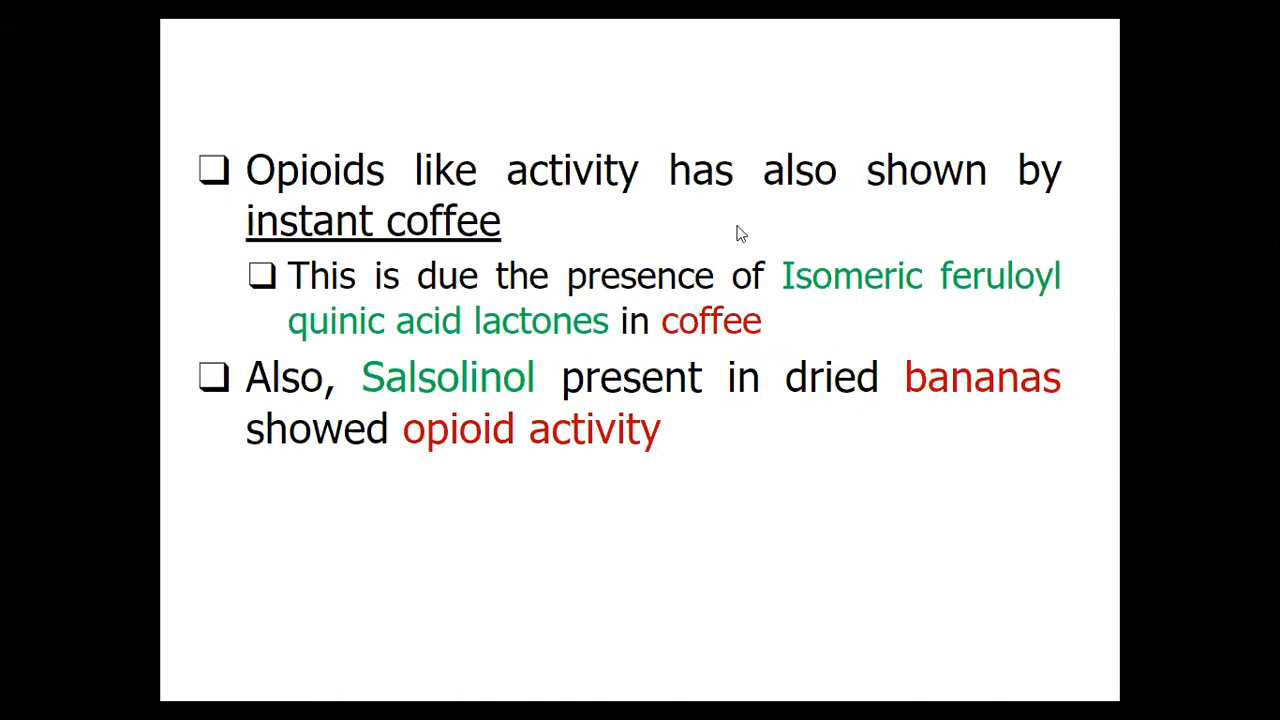 ❑ Opioids like activity has also shown by
instant coffee
❑ This is due the presence of Isomeric feruloyl
quinic acid lactones in coffee
❑ Also, Salsolinol present in dried bananas
showed opioid activity